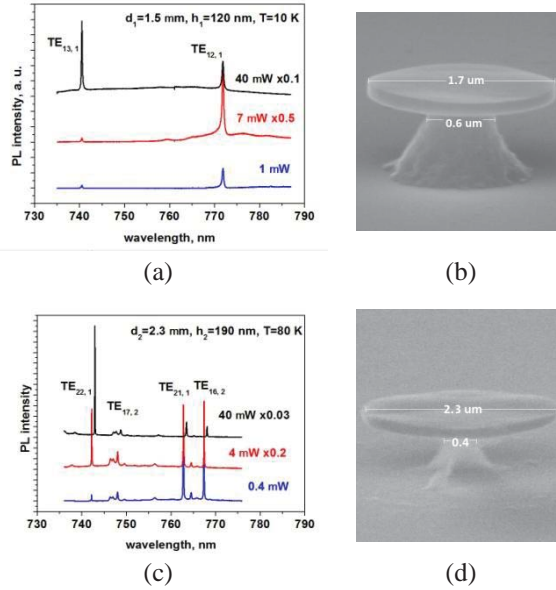 d1=1.5 mm, h1=120 nm, T=10 K
TE13, 1
TE12, 1
40 mW x0.1
7 mW x0.5
1 mW
PL intensity, a. u.
730 740 750 760 770 780 790
wavelength, nm
(a)
1.7 um
0.6 um
(b)
d2=2.3 mm, h2=190 nm, T=80 K
TE22, 1
TE17, 2
TE21, 1
TE16, 2
40 mW x0.03
4 mW x0.2
0.4 mW
PL intensity
730 740 750 760 770 780 790
wavelength, nm
(c)
2.3 um
0.4
(d)